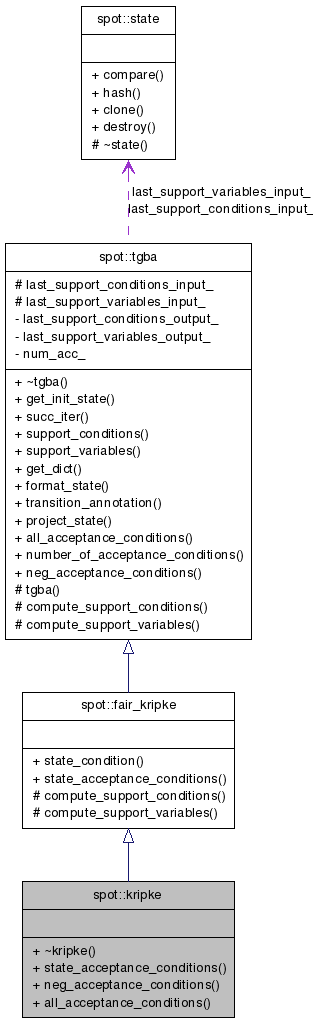 spot::state
+ compare()
+ hash()
+ clone()
+ destroy()
# ~state()
last_support_variables_input_
last_support_conditions_input_
spot::tgba
# last_support_conditions_input_
# last_support_variables_input_
- last_support_conditions_output_
- last_support_variables_output_
- num_acc_
+ ~tgba()
+ get_init_state()
+ succ_iter()
+ support_conditions()
+ support_variables()
+ get_dict()
+ format_state()
+ transition_annotation()
+ project_state()
+ all_acceptance_conditions()
+ number_of_acceptance_conditions()
+ neg_acceptance_conditions()
# tgba()
# compute_support_conditions()
# compute_support_variables()
spot::fair_kripke
+ state_condition()
+ state_acceptance_conditions()
# compute_support_conditions()
# compute_support_variables()
spot::kripke
+ ~kripke()
+ state_acceptance_conditions()
+ neg_acceptance_conditions()
+ all_acceptance_conditions()